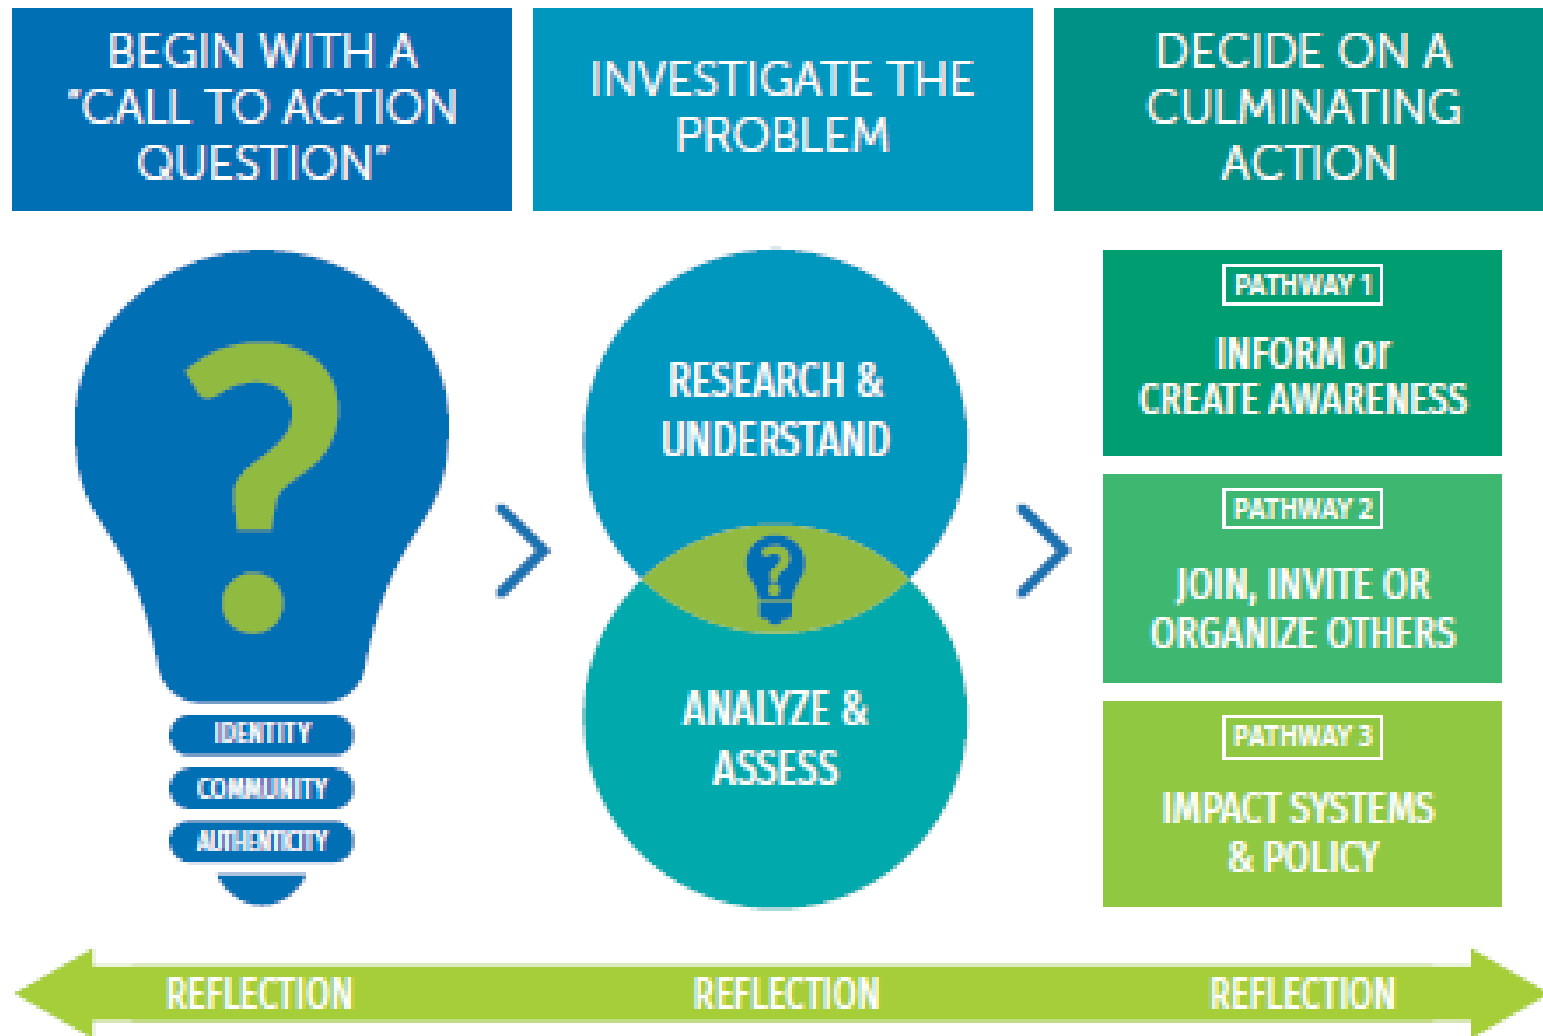 BEGIN WITH A
"CALL TO ACTION
QUESTION"
INVESTIGATE THE
PROBLEM
DECIDE ON A
CULMINATING
ACTION
?
IDENTITY
COMMUNITY
AUTHENTICITY
RESEARCH &
UNDERSTAND
?
ANALYZE &
ASSESS
PATHWAY 1
INFORM or
CREATE AWARENESS
PATHWAY 2
JOIN, INVITE OR
ORGANIZE OTHERS
PATHWAY 3
IMPACT SYSTEMS
& POLICY
REFLECTION
REFLECTION
REFLECTION